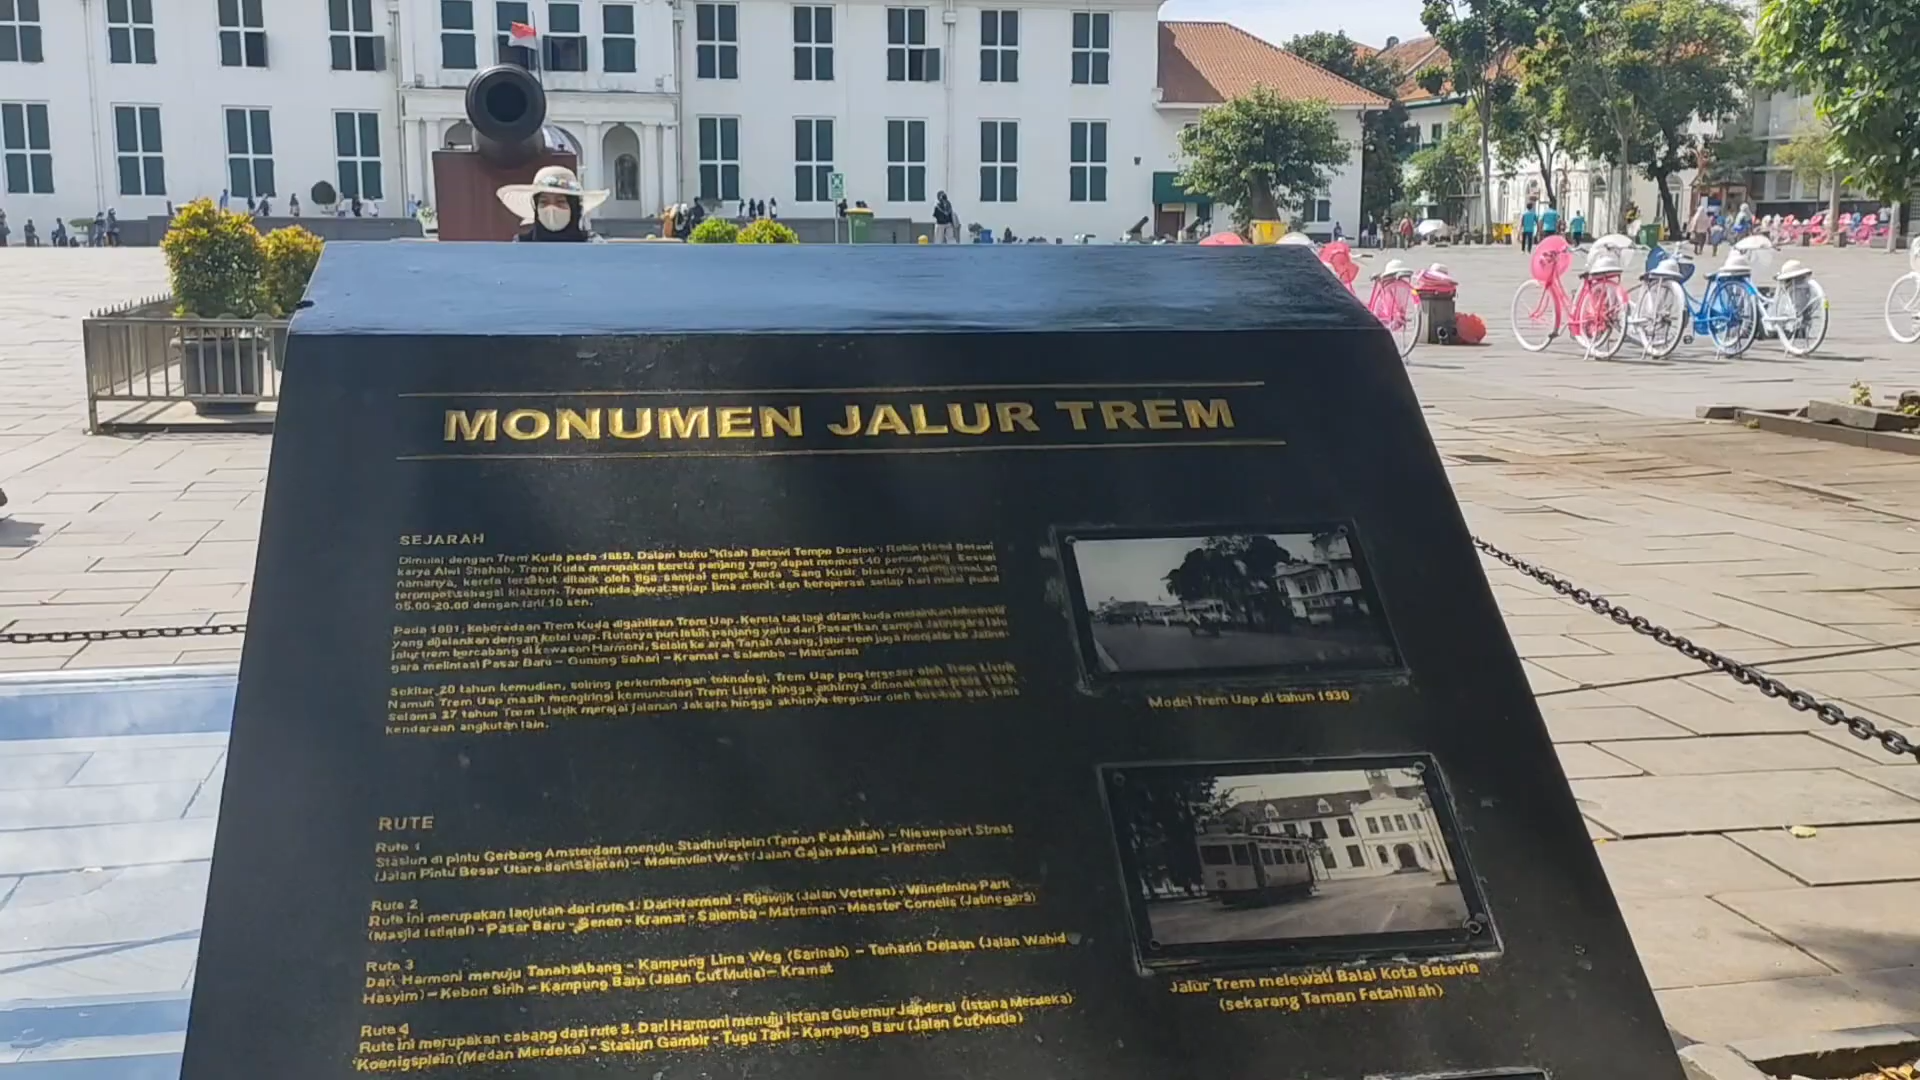 MONUMEN JALUR TREM
SEJARAH
Dimulai dengan Trem Kuda pada 1869. Dalam buku "Kisah Betawi Tempo Doeloe": Robin Hood Betawi
karya Alwi Shahab, Trem Kuda merupakan kereta panjang yang dapat memuat 40 penumpang. Sesuai
namanya, kereta tersebut ditarik oleh tiga sampai empat kuda. Sang Kusir biasanya menggunakan
terompet sebagai klakson. Trem Kuda lewat setiap lima menit dan beroperasi setiap hari mulai pukul
05.00-20.00 dengan tarif 10 sen.
Pada 1881, keberadaan Trem Kuda digantikan Trem Uap. Kereta tak lagi ditarik kuda melainkan lokomotif
yang dijalankan dengan ketel uap. Rutenya pun lebih panjang yaitu dari Pasar Ikan sampai Jatinegara lalu
jalur trem bercabang di kawasan Harmoni. Selain ke arah Tanah Abang, jalur trem juga menjalar ke Jatine-
gara melintasi Pasar Baru – Gunung Sahari – Kramat – Salemba – Matraman
Sekitar 20 tahun kemudian, seiring perkembangan teknologi, Trem Uap pun tergeser oleh Trem Listrik.
Namun Trem Uap masih mengiringi kemunculan Trem Listrik hingga akhirnya dinonaktifkan pada 1933.
Selama 37 tahun Trem Listrik merajai jalanan Jakarta hingga akhirnya tergusur oleh dan jenis
kendaraan angkutan lain.
Model Trem Uap di tahun 1930
RUTE
Rute 1
Stasiun di pintu Gerbang Amsterdam menuju Stadhuisplein (Taman Fatahillah) – Nieuwpoort Straat
(Jalan Pintu Besar Utara dan Selatan) – Molenvliet West (Jalan Gajah Mada) – Harmoni
Rute 2
Rute ini merupakan lanjutan dari rute 1. Dari Harmoni - Rijswijk (Jalan Veteran) - Wilhelmina Park
(Masjid Istiqlal) - Pasar Baru - Senen - Kramat - Salemba - Matraman - Meester Cornelis (Jatinegara)
Rute 3
Dari Harmoni menuju Tanah Abang – Kampung Lima Weg (Sarinah) – Tamarin Delaan (Jalan Wahid
Hasyim) – Kebon Sirih – Kampung Baru (Jalan Cut Mutia) – Kramat
Rute 4
Rute ini merupakan cabang dari rute 3. Dari Harmoni menuju Istana Gubernur Jenderal (Istana Merdeka)
Koenigsplein (Medan Merdeka) - Stasiun Gambir - Tugu Tani - Kampung Baru (Jalan Cut Mutia)
Jalur Trem melewati Balai Kota Batavia
(sekarang Taman Fatahillah)